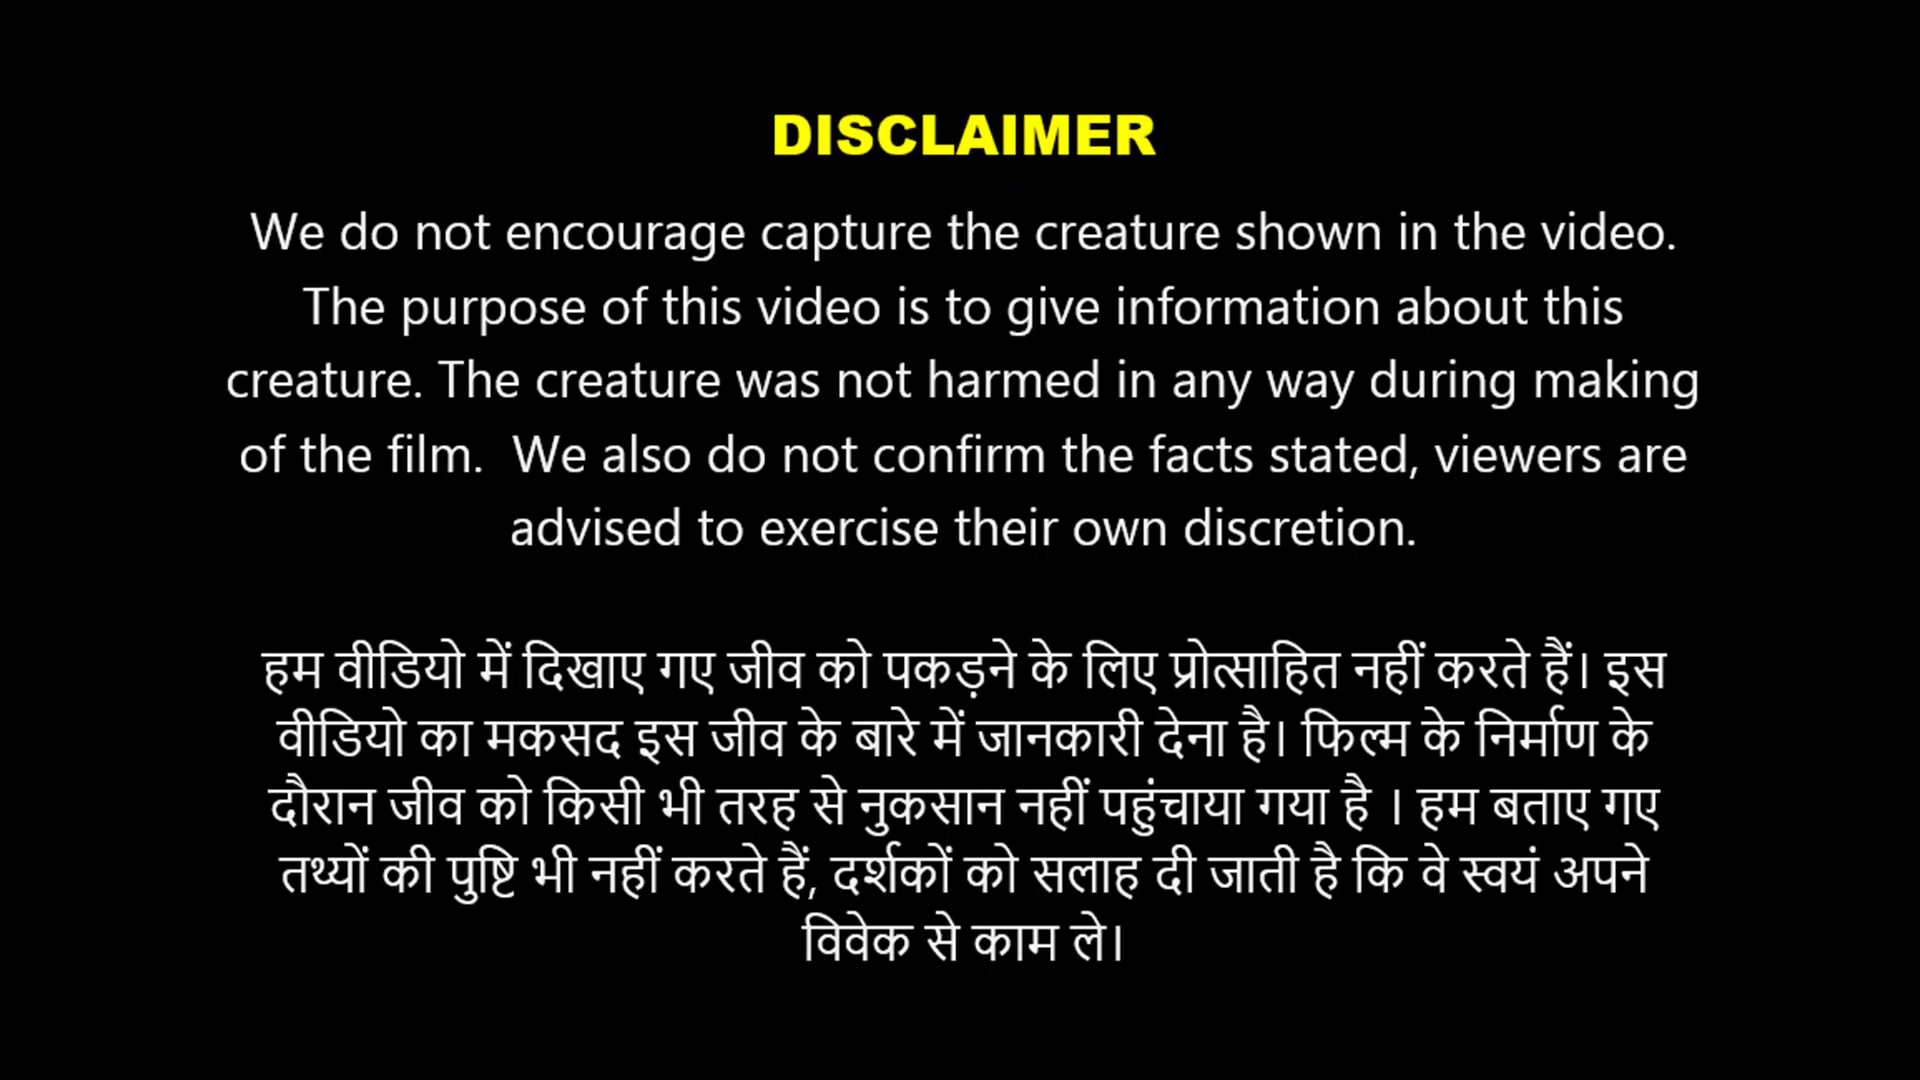 DISCLAIMER
We do not encourage capture the creature shown in the video.
The purpose of this video is to give information about this
creature. The creature was not harmed in any way during making
of the film.  We also do not confirm the facts stated, viewers are
advised to exercise their own discretion.
हम वीडियो में दिखाए गए जीव को पकड़ने के लिए प्रोत्साहित नहीं करते हैं। इस
वीडियो का मकसद इस जीव के बारे में जानकारी देना है। फिल्म के निर्माण के
दौरान जीव को किसी भी तरह से नुकसान नहीं पहुंचाया गया है । हम बताए गए
तथ्यों की पुष्टि भी नहीं करते हैं, दर्शकों को सलाह दी जाती है कि वे स्वयं अपने
विवेक से काम ले।